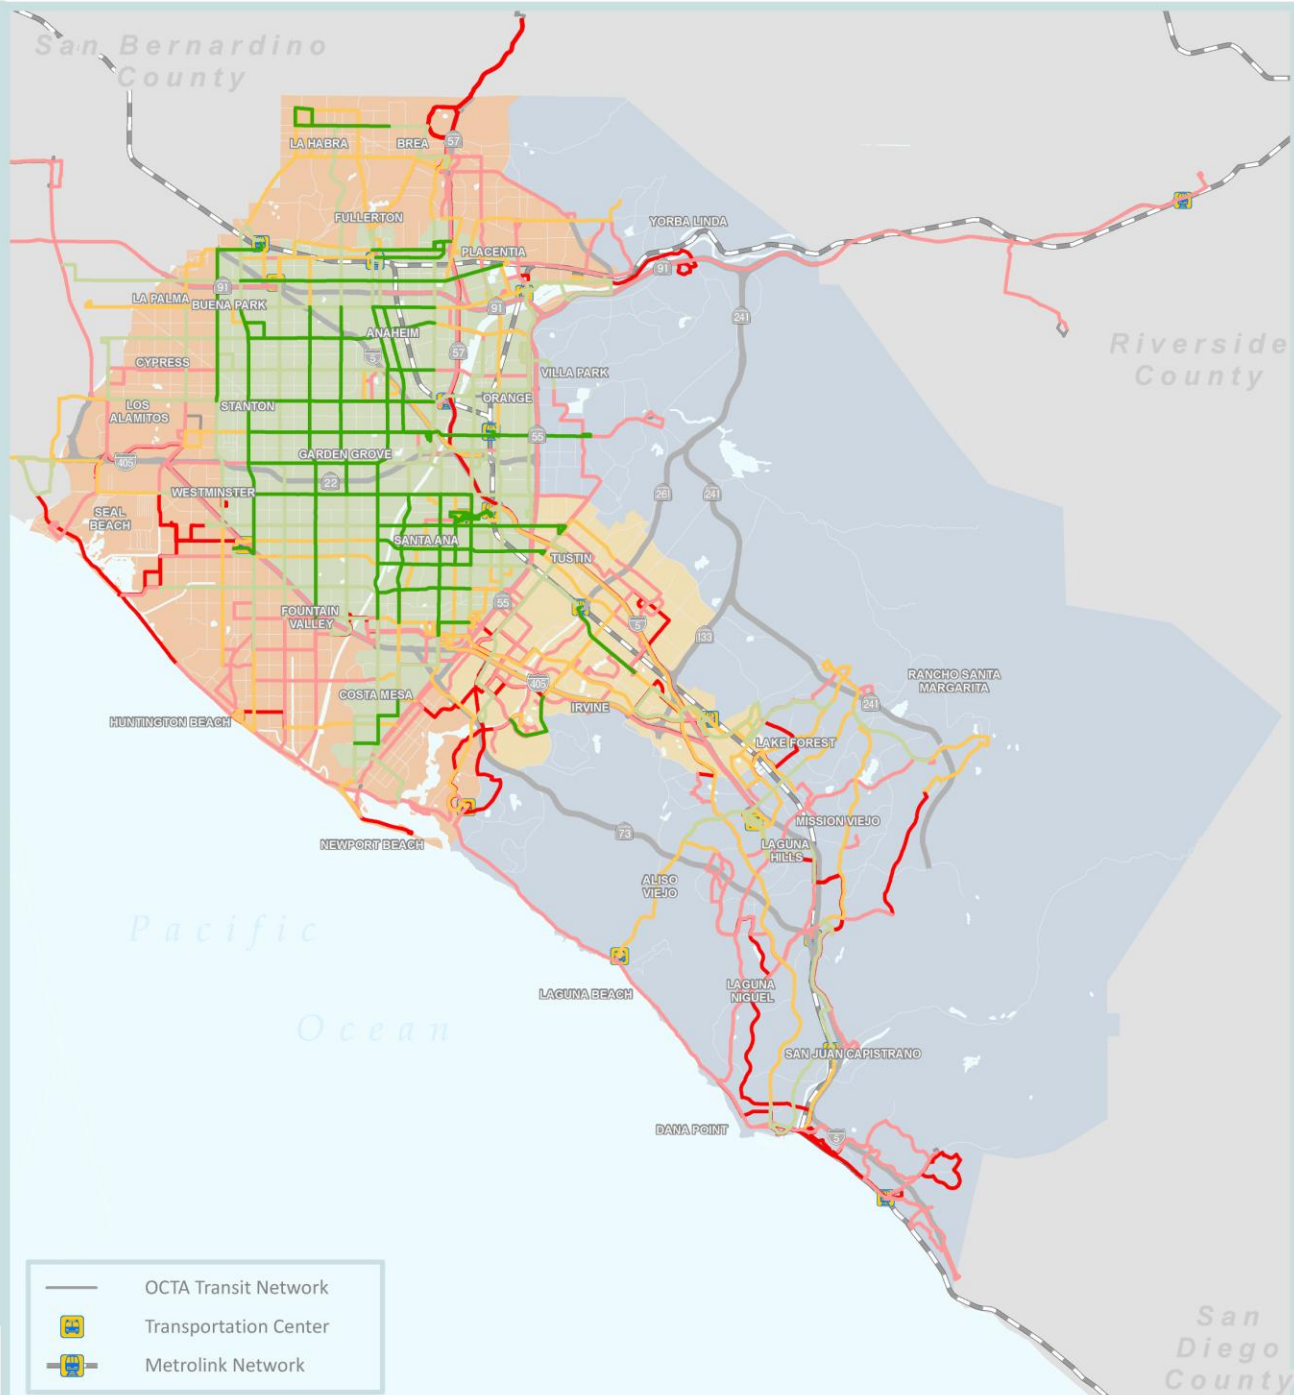 San Bernardino
County
LA HABRA
BREA
57
FULLERTON
YORBA LINDA
PLACENTIA
91
LA PALMA
91
BUENA PARK
91
241
ANAHEIM
5
57
CYPRESS
VILLA PARK
Riverside
County
LOS
ALAMITOS
STANTON
ORANGE
55
GARDEN GROVE
405
22
WESTMINSTER
261
241
SEAL
BEACH
SANTA ANA
TUSTIN
FOUNTAIN
VALLEY
55
5
133
RANCHO SANTA
MARGARITA
405
COSTA MESA
IRVINE
241
HUNTINGTON BEACH
LAKE FOREST
NEWPORT BEACH
73
MISSION VIEJO
LAGUNA
HILLS
ALISO
VIEJO
Pacific
Ocean
LAGUNA BEACH
LAGUNA
NIGUEL
SAN JUAN CAPISTRANO
DANA POINT
5
OCTA Transit Network
Transportation Center
Metrolink Network
San
Diego
County